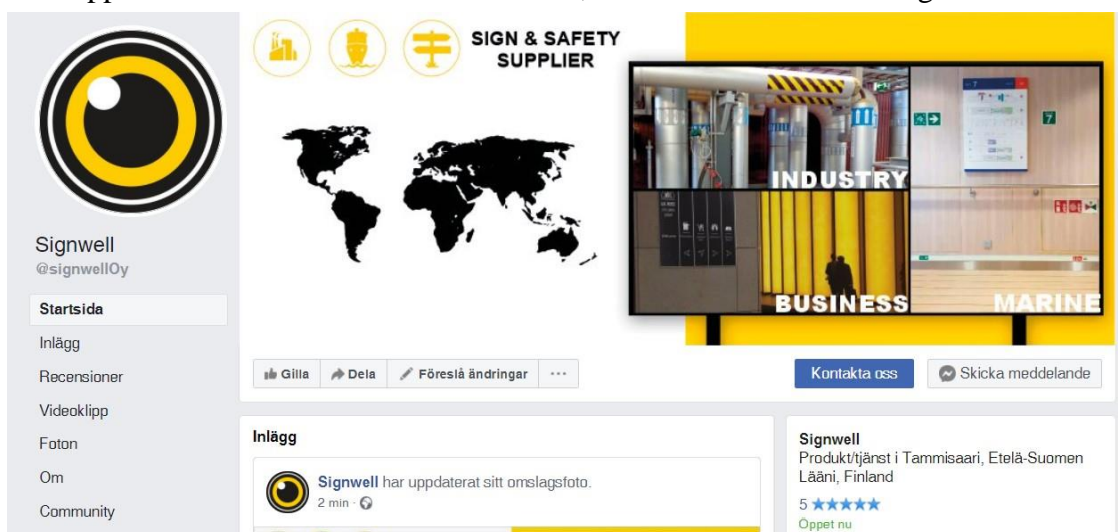 SIGN & SAFETY
SUPPLIER
INDUSTRY
BUSINESS
MARINE
7
7
Signwell
@signwellOy
Startsida
Inlägg
Recensioner
Videoklipp
Foton
Om
Community
Gilla
Dela
Föreslå ändringar
...
Kontakta oss
Skicka meddelande
Inlägg
Signwell har uppdaterat sitt omslagsfoto.
2 min ·
Signwell
Produkt/tjänst i Tammisaari, Etelä-Suomen
Lääni, Finland
5 ★★★★★
Öppet nu